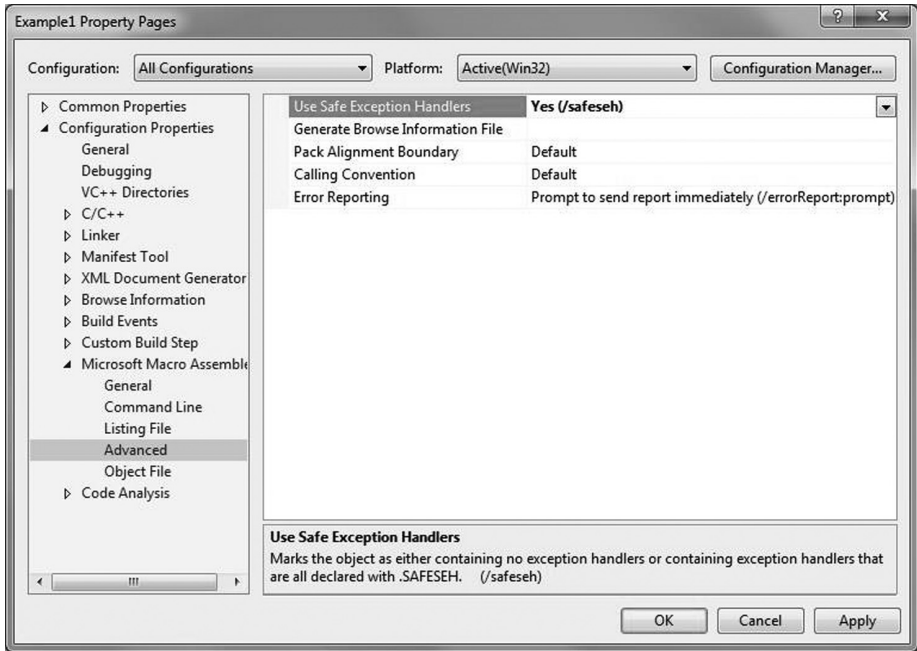 Example1 Property Pages
Configuration: All Configurations Platform: Active(Win32) Configuration Manager...
Common Properties
Configuration Properties
General
Debugging
VC++ Directories
C/C++
Linker
Manifest Tool
XML Document Generator
Browse Information
Build Events
Custom Build Step
Microsoft Macro Assemble
General
Command Line
Listing File
Advanced
Object File
Code Analysis
Use Safe Exception Handlers Yes (/safeseh)
Generate Browse Information File
Pack Alignment Boundary Default
Calling Convention Default
Error Reporting Prompt to send report immediately (/errorReport:prompt)
Use Safe Exception Handlers
Marks the object as either containing no exception handlers or containing exception handlers that
are all declared with .SAFESEH. (/safeseh)
OK Cancel Apply